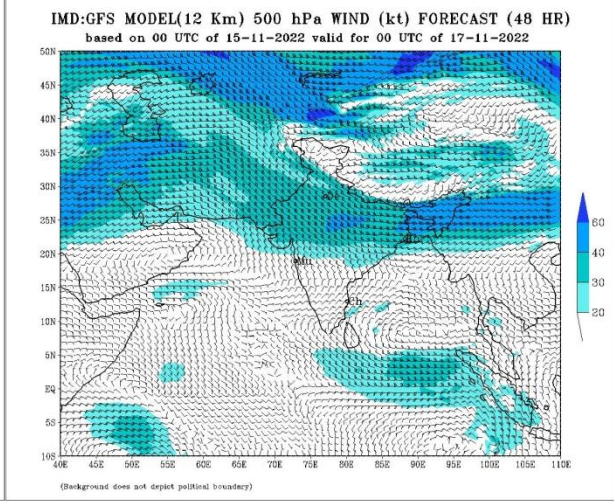 IMD:GFS MODEL(12 Km) 500 hPa WIND (kt) FORECAST (48 HR)
based on 00 UTC of 15-11-2022 valid for 00 UTC of 17-11-2022
50N
45N
40N
35N
30N
25N
20N
15N
10N
5N
EQ
5S
10S
Mu
Ch
60
40
30
20
40E 45E 50E 55E 60E 65E 70E 75E 80E 85E 90E 95E 100E 105E 110E
(Background does not depict political boundary)